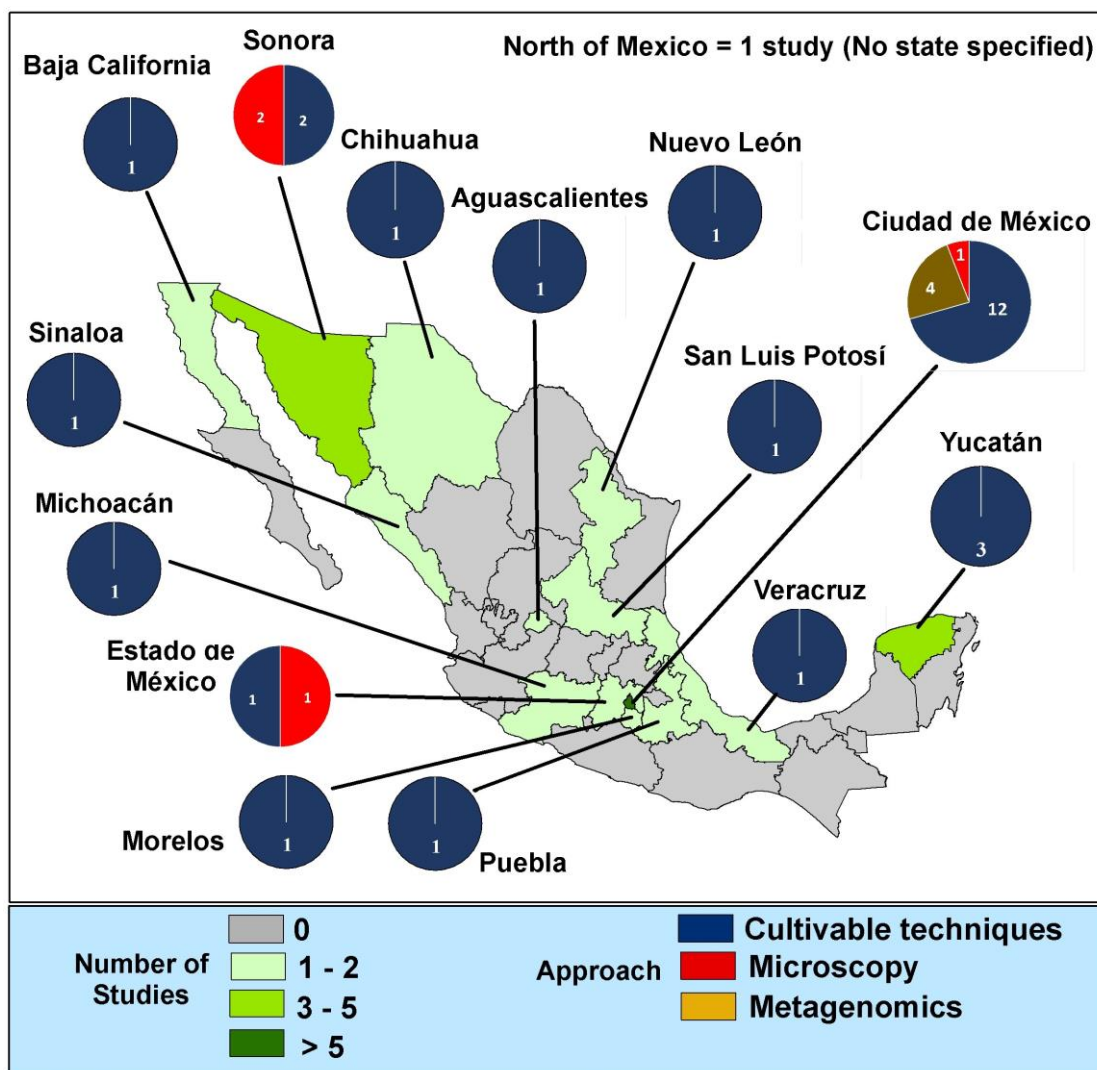 North of Mexico = 1 study (No state specified)
Baja California
1
Sonora
2 2
Chihuahua
1
Aguascalientes
1
Nuevo León
1
Ciudad de México
1
4
12
Sinaloa
1
San Luis Potosí
1
Yucatán
3
Michoacán
1
Veracruz
1
Estado de
México
1 1
Morelos
1
Puebla
1
Number of
Studies
0
1 - 2
3 - 5
> 5
Approach
Cultivable techniques
Microscopy
Metagenomics